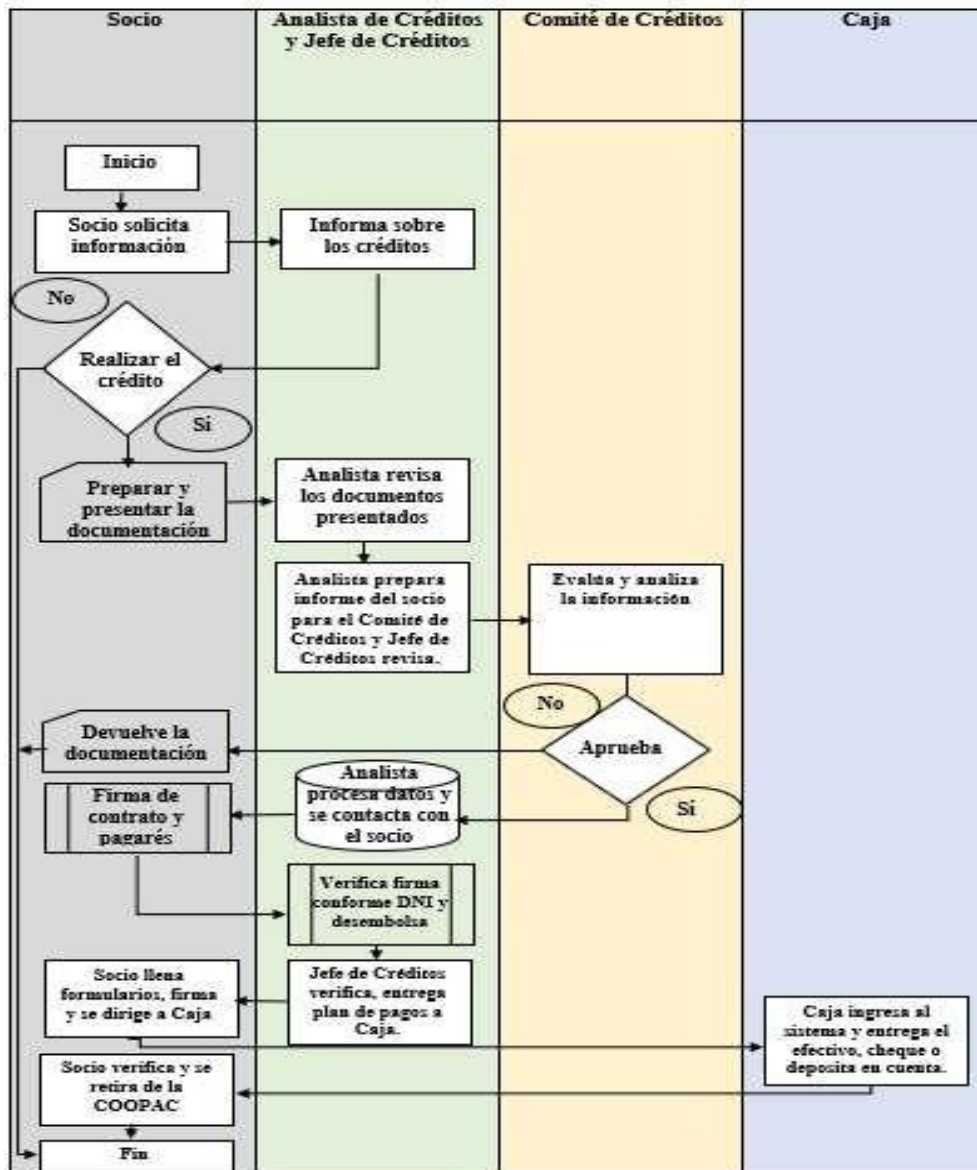 Socio
Analista de Créditos
y Jefe de Créditos
Comité de Créditos
Caja
Inicio
Socio solicita
información
Informa sobre
los créditos
No
Realizar el
crédito
Sí
Preparar y
presentar la
documentación
Analista revisa
los documentos
presentados
Analista prepara
informe del socio
para el Comité de
Créditos y Jefe de
Créditos revisa.
Evalúa y analiza
la información
No
Aprueba
Sí
Devuelve la
documentación
Analista
procesa datos y
se contacta con
el socio
Firma de
contrato y
pagarés
Verifica firma
conforme DNI y
desembolsa
Jefe de Créditos
verifica, entrega
plan de pagos a
Caja.
Socio llena
formularios, firma
y se dirige a Caja
Caja ingresa al
sistema y entrega el
efectivo, cheque o
deposita en cuenta.
Socio verifica y se
retira de la
COOPAC
Fin